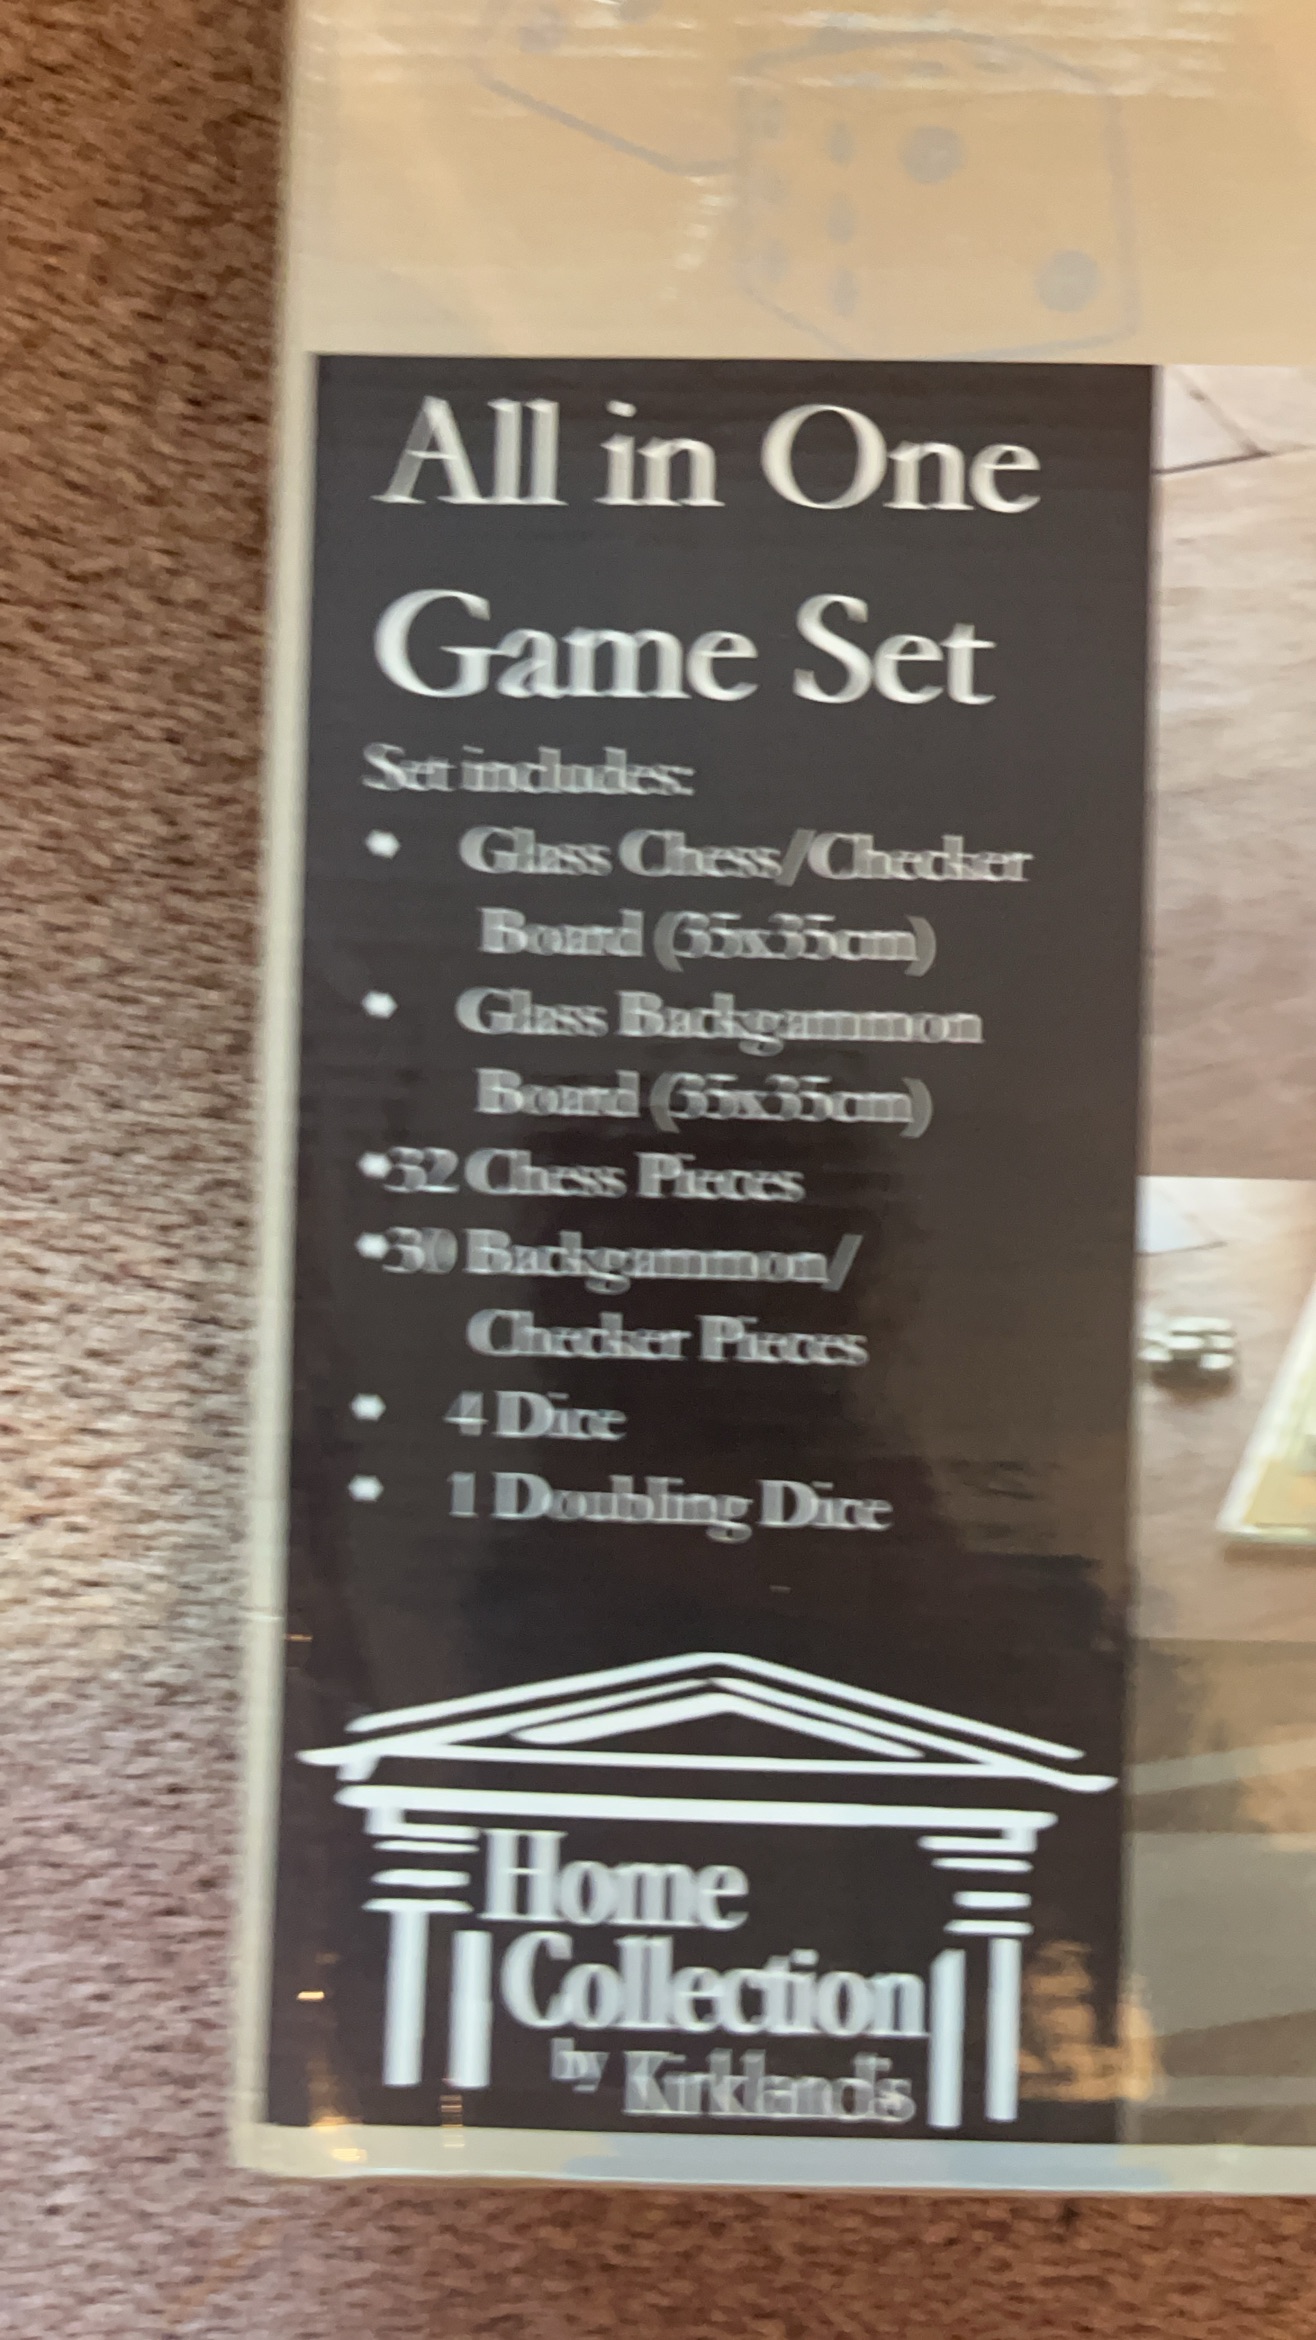 All in One
Game Set
Set includes:
• Glass Chess/Checker
Board (35x35cm)
• Glass Backgammon
Board (35x35cm)
•32 Chess Pieces
•30 Backgammon/
Checker Pieces
• 4 Dice
• 1 Doubling Dice
Home
Collection
by Kirkland's